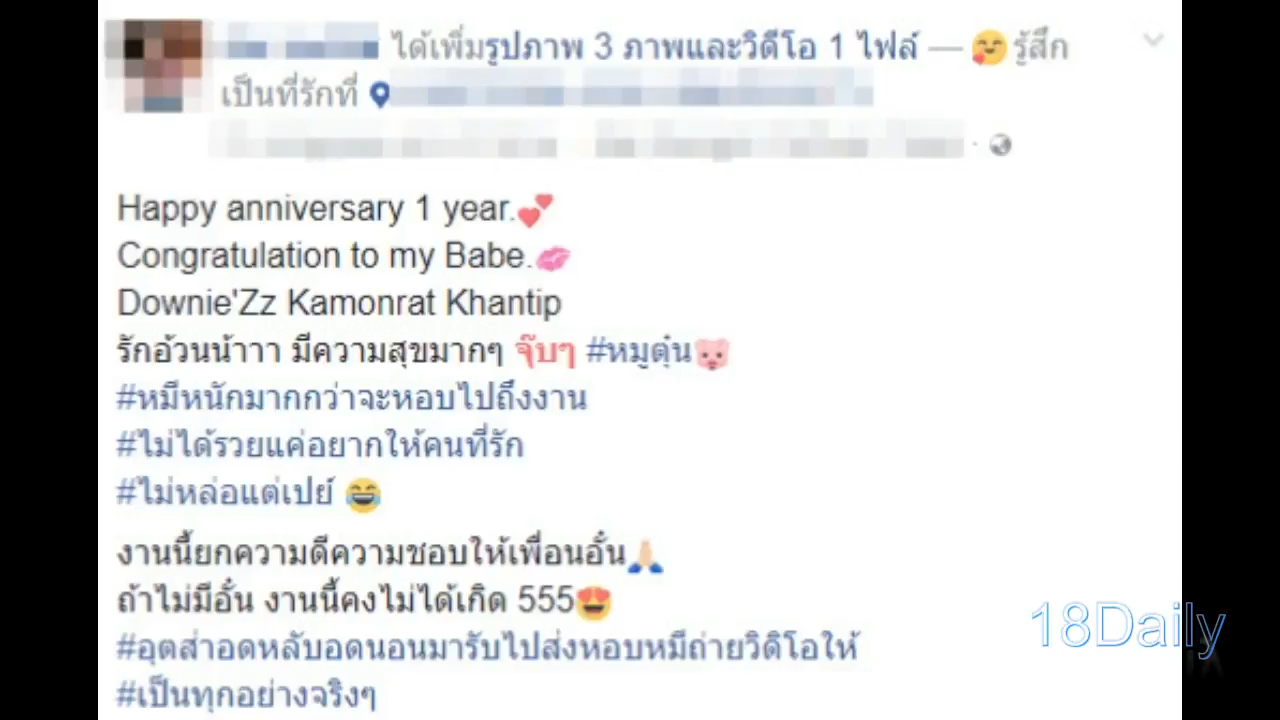 ได้เพิ่มรูปภาพ 3 ภาพและวิดีโอ 1 ไฟล์ — 🥰 รู้สึก
เป็นที่รักที่
Happy anniversary 1 year.💕
Congratulation to my Babe.💋
Downie'Zz Kamonrat Khantip
รักอ้วนน้าาา มีความสุขมากๆ จุ๊บๆ #หมูตุ๋น🐷
#หมีหนักมากกว่าจะหอบไปถึงงาน
#ไม่ได้รวยแค่อยากให้คนที่รัก
#ไม่หล่อแต่เปย์ 😂
งานนี้ยกความดีความชอบให้เพื่อนอั๋น🙏🏻
ถ้าไม่มีอั๋น งานนี้คงไม่ได้เกิด 555😍
#อุตส่าอดหลับอดนอนมารับไปส่งหอบหมีถ่ายวิดิโอให้
#เป็นทุกอย่างจริงๆ
18Daily